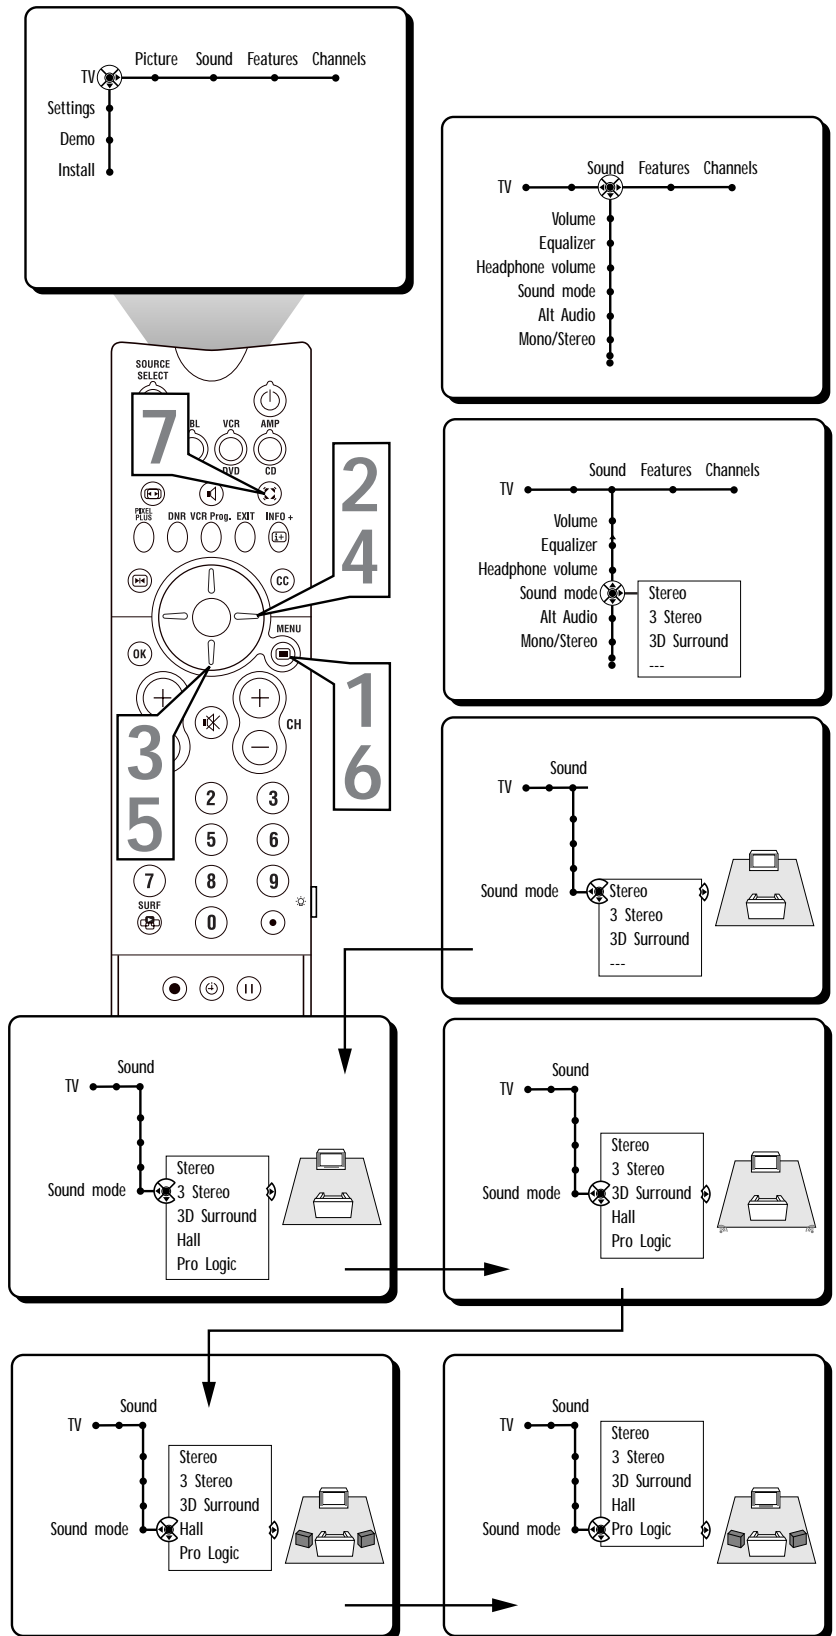 Picture Sound Features Channels
TV
Settings
Demo
Install
Sound Features Channels
TV
Volume
Equalizer
Headphone volume
Sound mode
Alt Audio
Mono/Stereo
SOURCE
SELECT
BL VCR AMP
DVD CD
7
2
4
PIXEL
PLUS DNR VCR Prog. EXIT INFO +
i+
CC
MENU
OK
CH
1
6
3
5
2 3
5 6
7 8 9
SURF
0
Sound Features Channels
TV
Volume
Equalizer
Headphone volume
Sound mode Stereo
Alt Audio 3 Stereo
Mono/Stereo 3D Surround
---
Sound
TV
Sound mode Stereo
3 Stereo
3D Surround
---
Sound
TV
Stereo
Sound mode 3 Stereo
3D Surround
Hall
Pro Logic
Sound
TV
Stereo
3 Stereo
Sound mode 3D Surround
Hall
Pro Logic
Sound
TV
Stereo
3 Stereo
3D Surround
Sound mode Hall
Pro Logic
Sound
TV
Stereo
3 Stereo
3D Surround
Hall
Sound mode Pro Logic